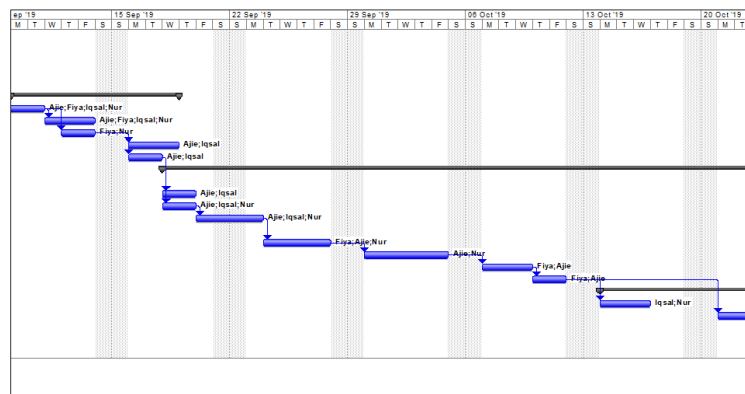 ep '19 15 Sep '19 22 Sep '19 29 Sep '19 06 Oct '19 13 Oct '19 20 Oct '19
M T W T F S S M T W T F S S M T W T F S S M T W T F S S M T W T F S S M T W T F S S M T
Ajie;Fiya;Iqsal;Nur
Ajie;Fiya;Iqsal;Nur
Fiya;Nur
Ajie;Iqsal
Ajie;Iqsal
Ajie;Iqsal
Ajie;Iqsal;Nur
Ajie;Iqsal;Nur
Fiya;Ajie;Nur
Ajie;Nur
Fiya;Ajie
Fiya;Ajie
Iqsal;Nur